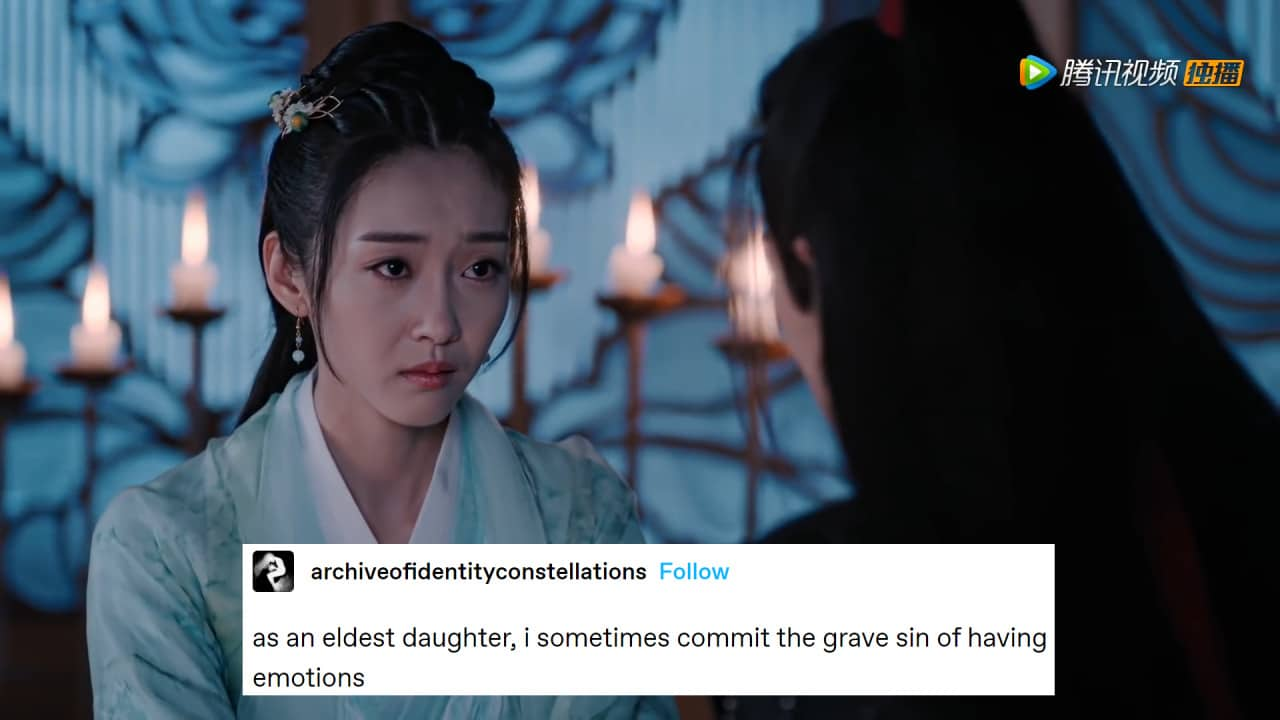 腾讯视频 独播
archiveofidentityconstellations Follow
as an eldest daughter, i sometimes commit the grave sin of having
emotions